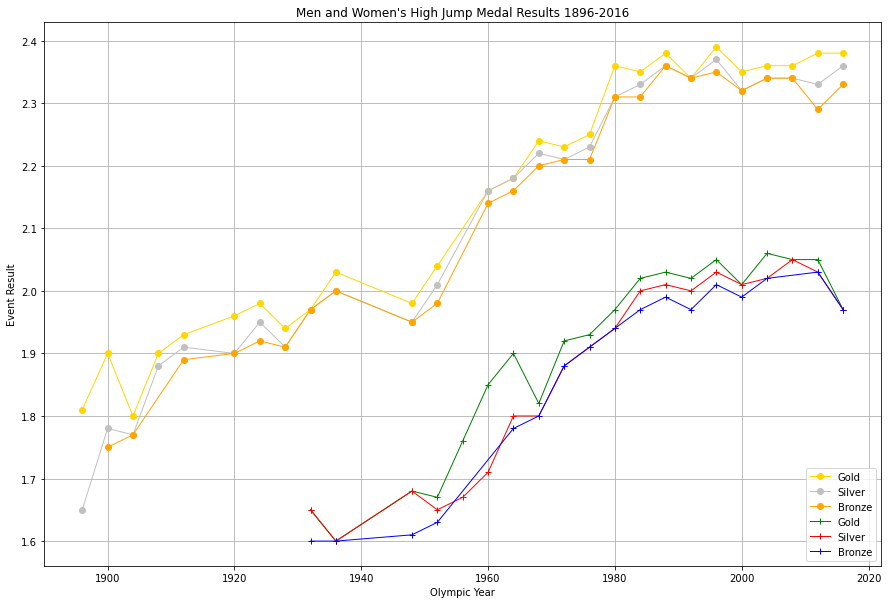 Men and Women's High Jump Medal Results 1896-2016
Event Result
2.4
2.3
2.2
2.1
2.0
1.9
1.8
1.7
1.6
1900 1920 1940 1960 1980 2000 2020
Olympic Year
Gold
Silver
Bronze
Gold
Silver
Bronze